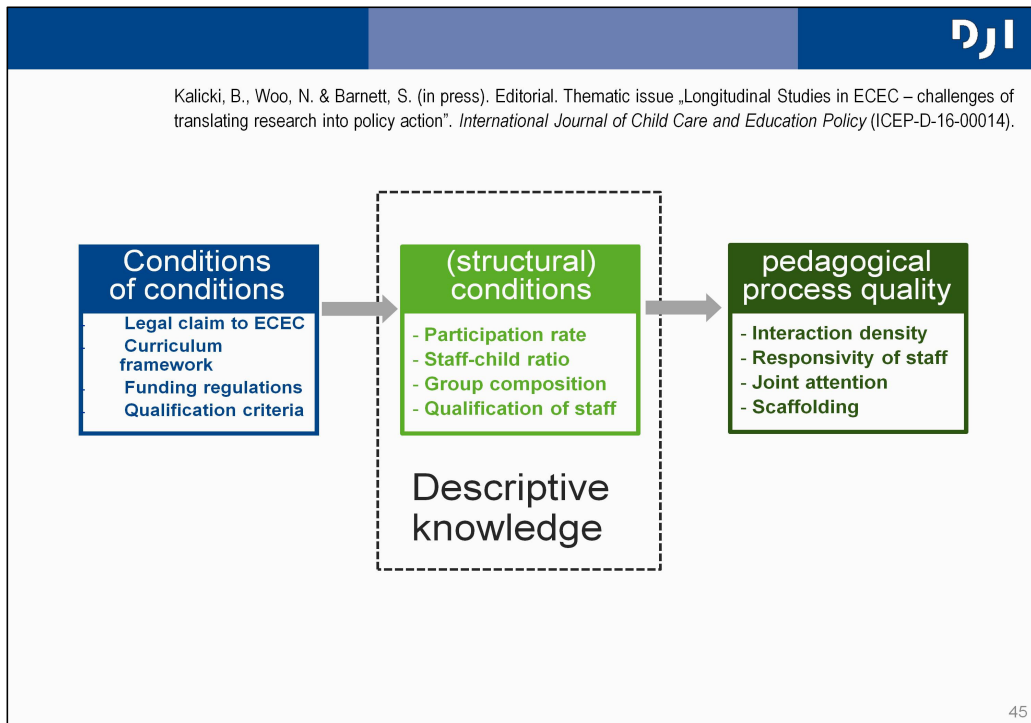 DJI
Kalicki, B., Woo, N. & Barnett, S. (in press). Editorial. Thematic issue „Longitudinal Studies in ECEC – challenges of
translating research into policy action”. International Journal of Child Care and Education Policy (ICEP-D-16-00014).
Conditions
of conditions
- Legal claim to ECEC
- Curriculum
framework
- Funding regulations
- Qualification criteria
(structural)
conditions
- Participation rate
- Staff-child ratio
- Group composition
- Qualification of staff
Descriptive
knowledge
pedagogical
process quality
- Interaction density
- Responsivity of staff
- Joint attention
- Scaffolding
45